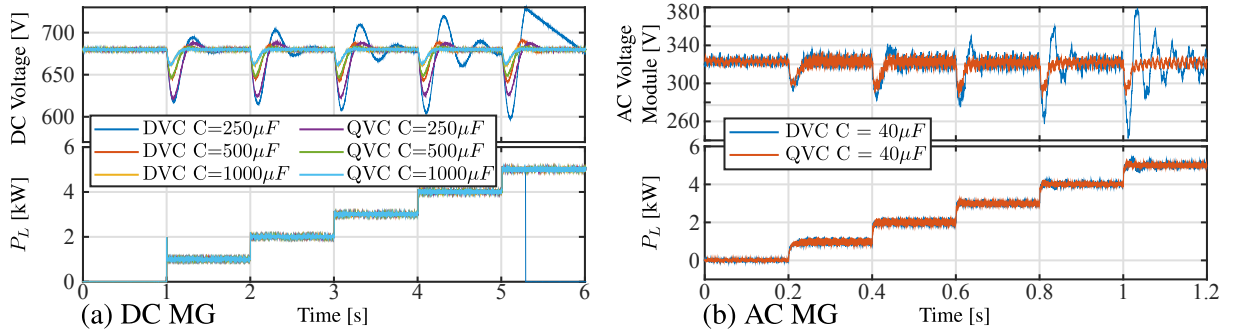 DC Voltage [V]
700
650
600
DVC C=250μF
QVC C=250μF
DVC C=500μF
QVC C=500μF
DVC C=1000μF
QVC C=1000μF
P_L [kW]
6
4
2
0
0 1 2 3 4 5 6
(a) DC MG
Time [s]
AC Voltage
Module [V]
380
340
300
260
DVC C = 40μF
QVC C = 40μF
P_L [kW]
6
4
2
0
0 0.2 0.4 0.6 0.8 1 1.2
(b) AC MG
Time [s]